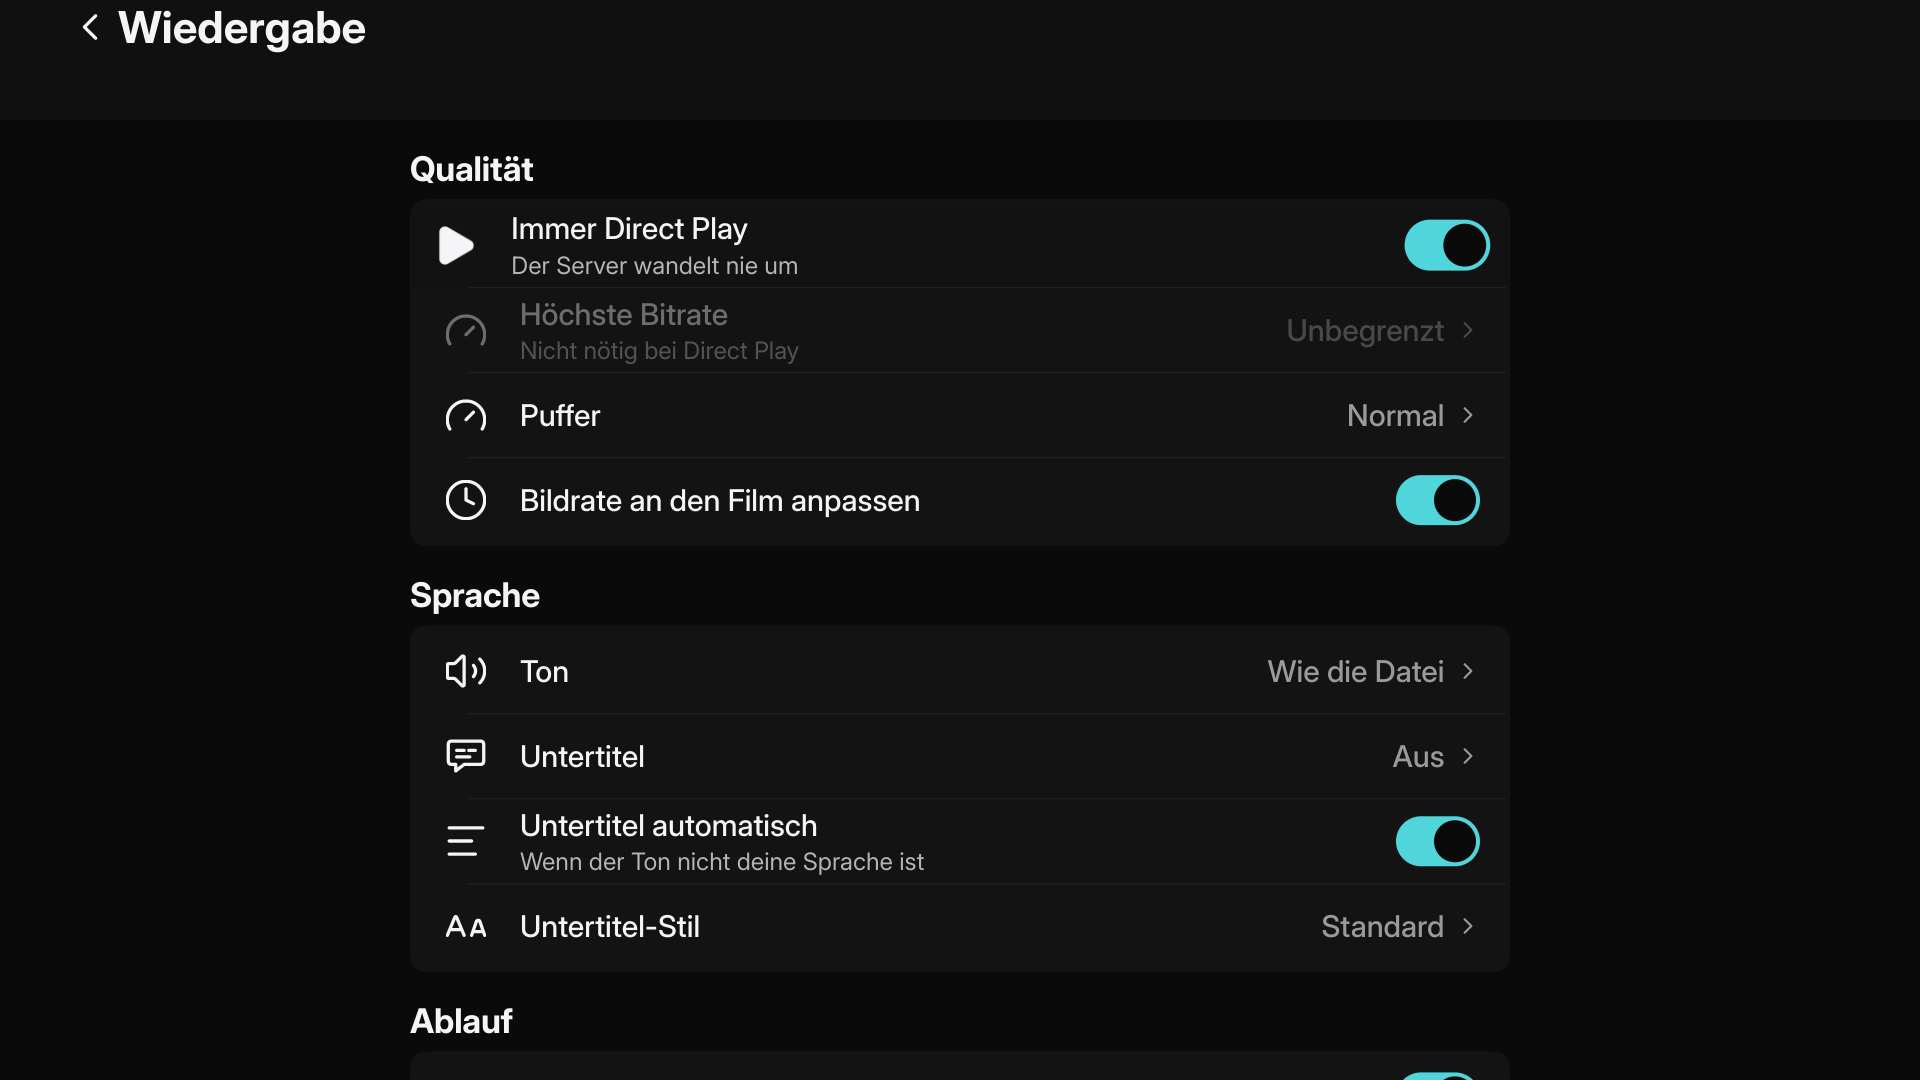 Wiedergabe
Qualität
Immer Direct Play
Der Server wandelt nie um
Höchste Bitrate
Unbegrenzt
Nicht nötig bei Direct Play
Puffer
Normal
Bildrate an den Film anpassen
Sprache
Ton
Wie die Datei
Untertitel
Aus
Untertitel automatisch
Wenn der Ton nicht deine Sprache ist
AA
Untertitel-Stil
Standard
Ablauf